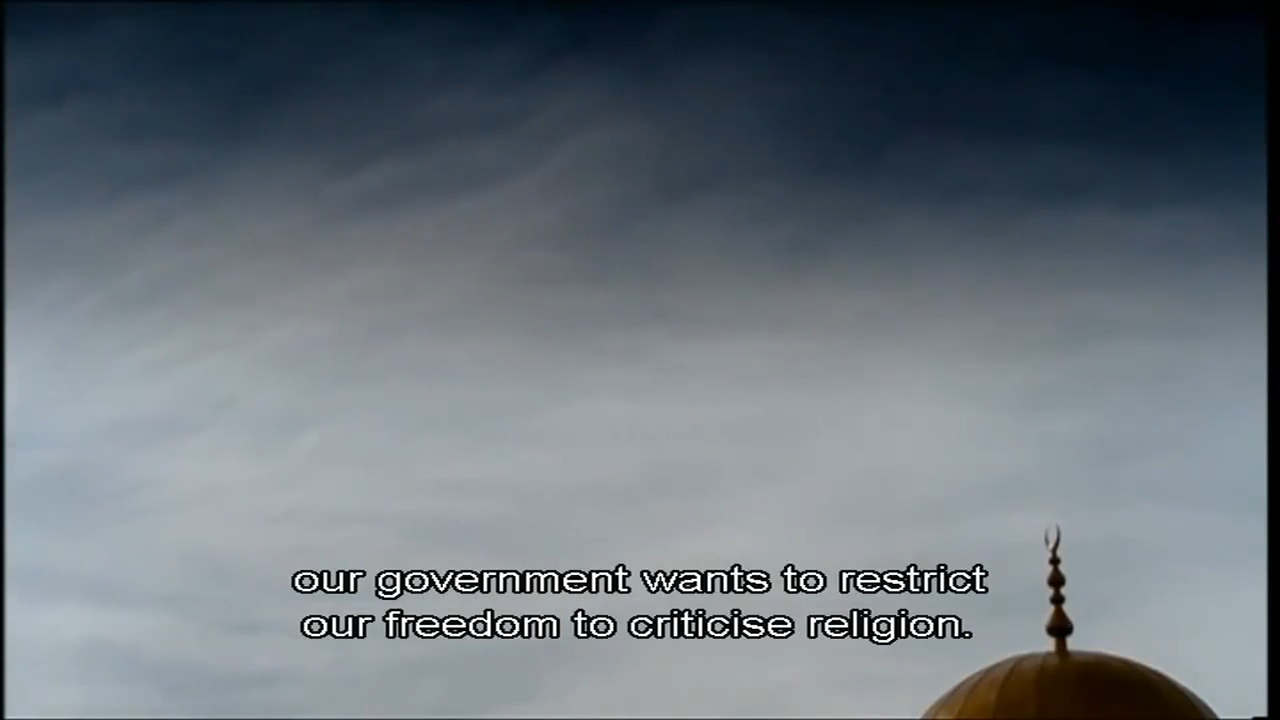 our government wants to restrict
our freedom to criticise religion.